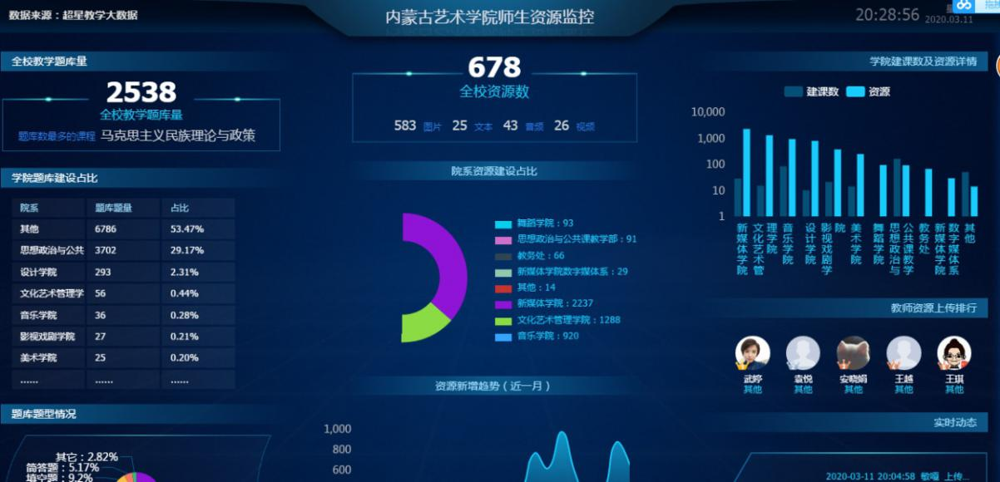 数据来源：超星教学大数据
内蒙古艺术学院师生资源监控
20:28:56
2020.03.11
全校教学题库量
2538
全校教学题库量
题库数最多的课程 马克思主义民族理论与政策
学院题库建设占比
院系 题库题量 占比
其他 6786 53.47%
思想政治与公共 3702 29.17%
设计学院 293 2.31%
文化艺术管理学 56 0.44%
音乐学院 36 0.28%
影视戏剧学院 27 0.21%
美术学院 25 0.20%
...... ...... ......
题库题型情况
其它：2.82%
简答题：5.17%
填空题：9.2%
678
全校资源数
583 图片 25 文本 43 音频 26 视频
院系资源建设占比
舞蹈学院：93
思想政治与公共课教学部：91
教务处：66
新媒体学院数字媒体系：29
其他：14
新媒体学院：2237
文化艺术管理学院：1288
音乐学院：920
资源新增趋势（近一月）
1,000
800
600
学院建课数及资源详情
建课数 资源
10,000
1,000
100
10
1
新媒体学院
文化艺术管理学院
音乐学院
设计学院
影视戏剧学院
美术学院
舞蹈学院
思想政治与公共课教学
教务处
新媒体学院数字媒体系
其他
教师资源上传排行
武婷 袁悦 安晓娟 王越 王琪
其他 其他 其他 其他 其他
实时动态
2020-03-11 20:04:58 敏嘎 上传...